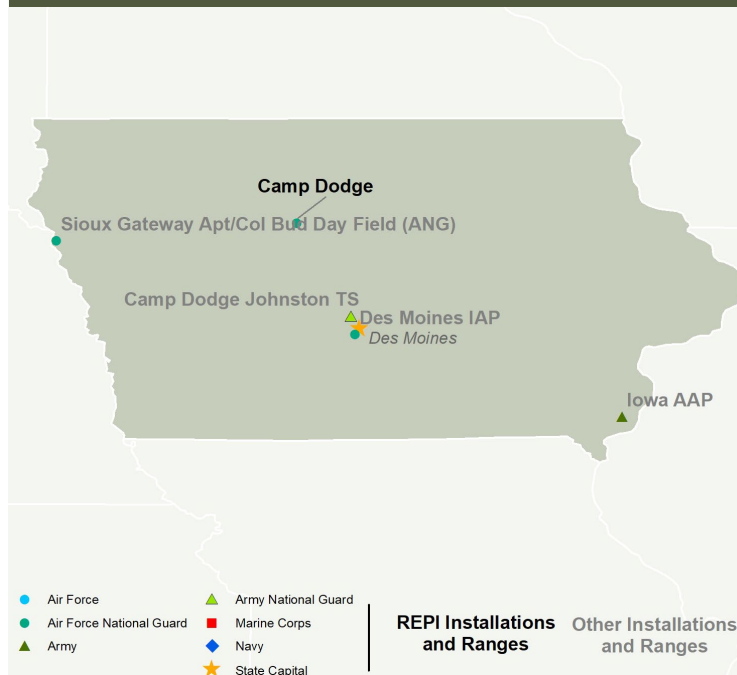 Camp Dodge
Sioux Gateway Apt/Col Bud Day Field (ANG)
Camp Dodge Johnston TS
Des Moines IAP
Des Moines
Iowa AAP
Air Force
Air Force National Guard
Army
Army National Guard
Marine Corps
Navy
State Capital
REPI Installations
and Ranges
Other Installations
and Ranges